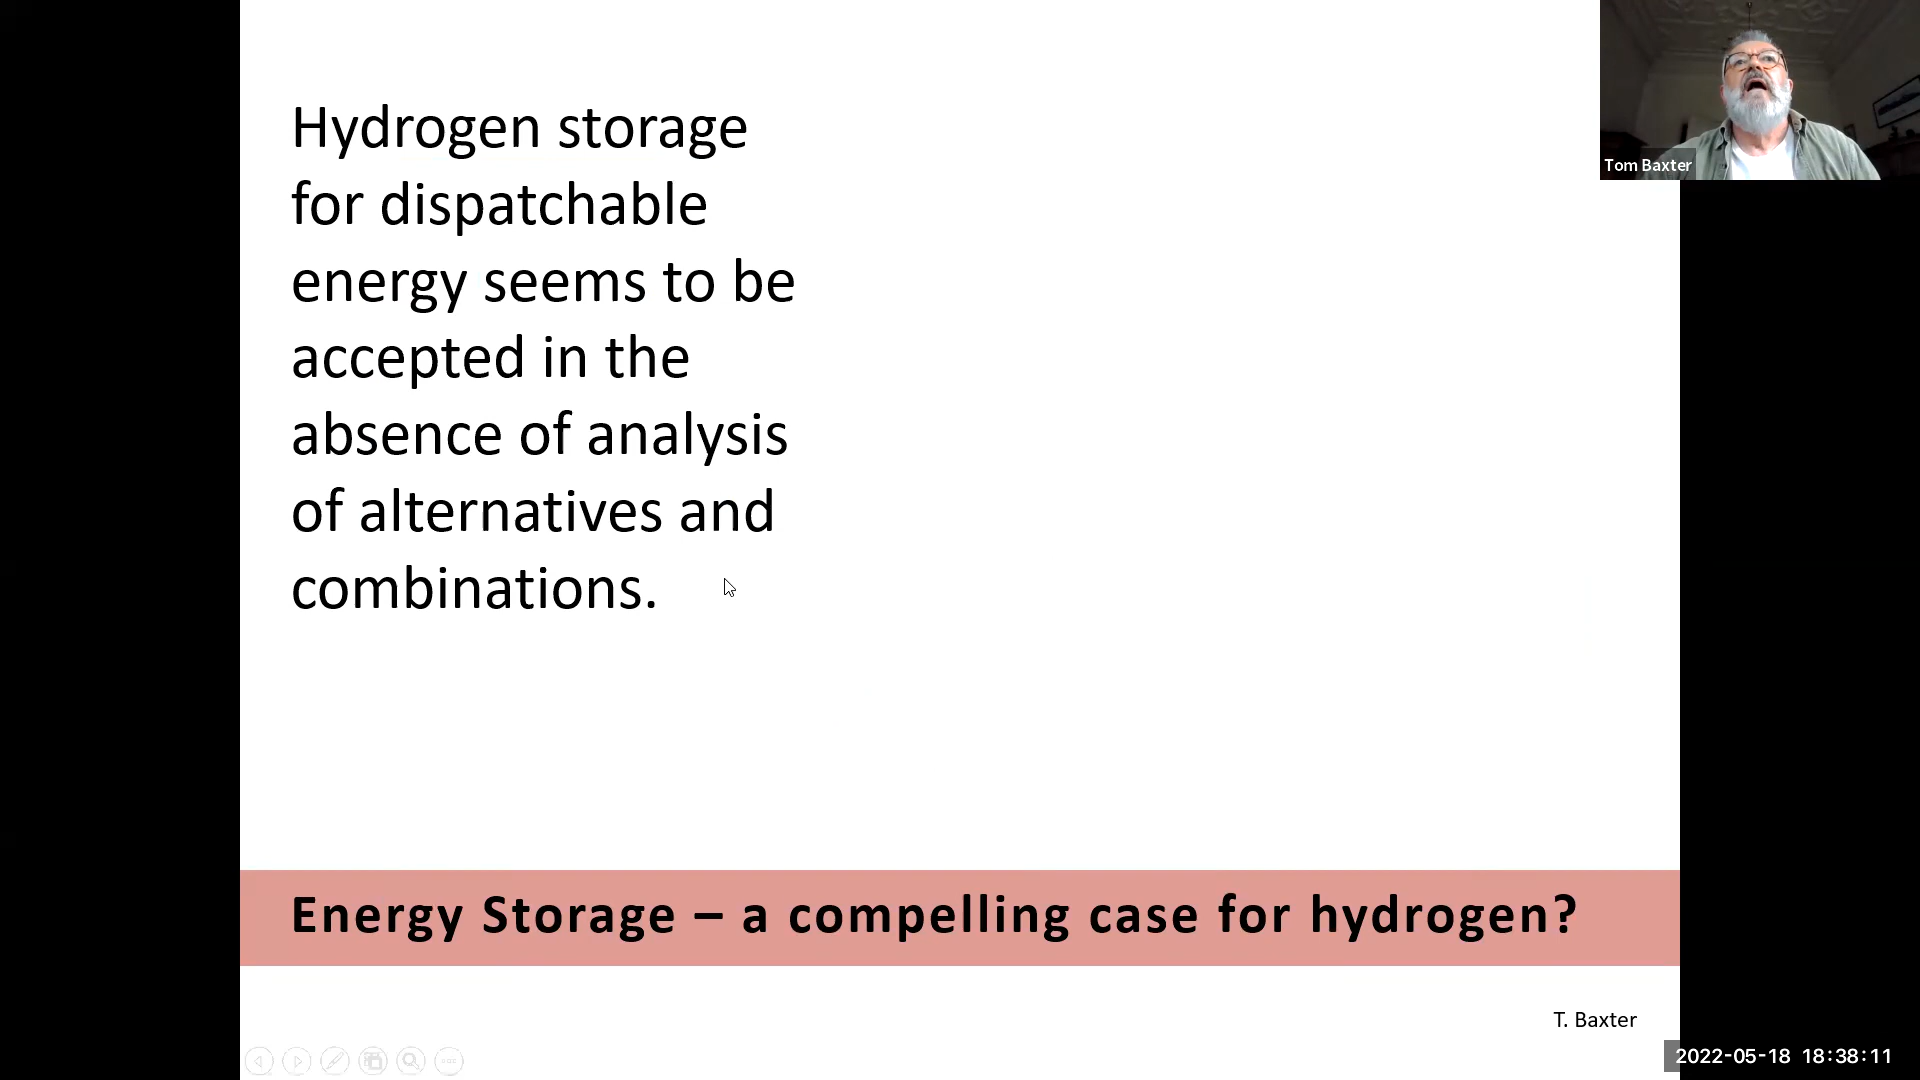 Hydrogen storage
for dispatchable
energy seems to be
accepted in the
absence of analysis
of alternatives and
combinations.
Tom Baxter
Energy Storage – a compelling case for hydrogen?
T. Baxter
2022-05-18 18:38:11